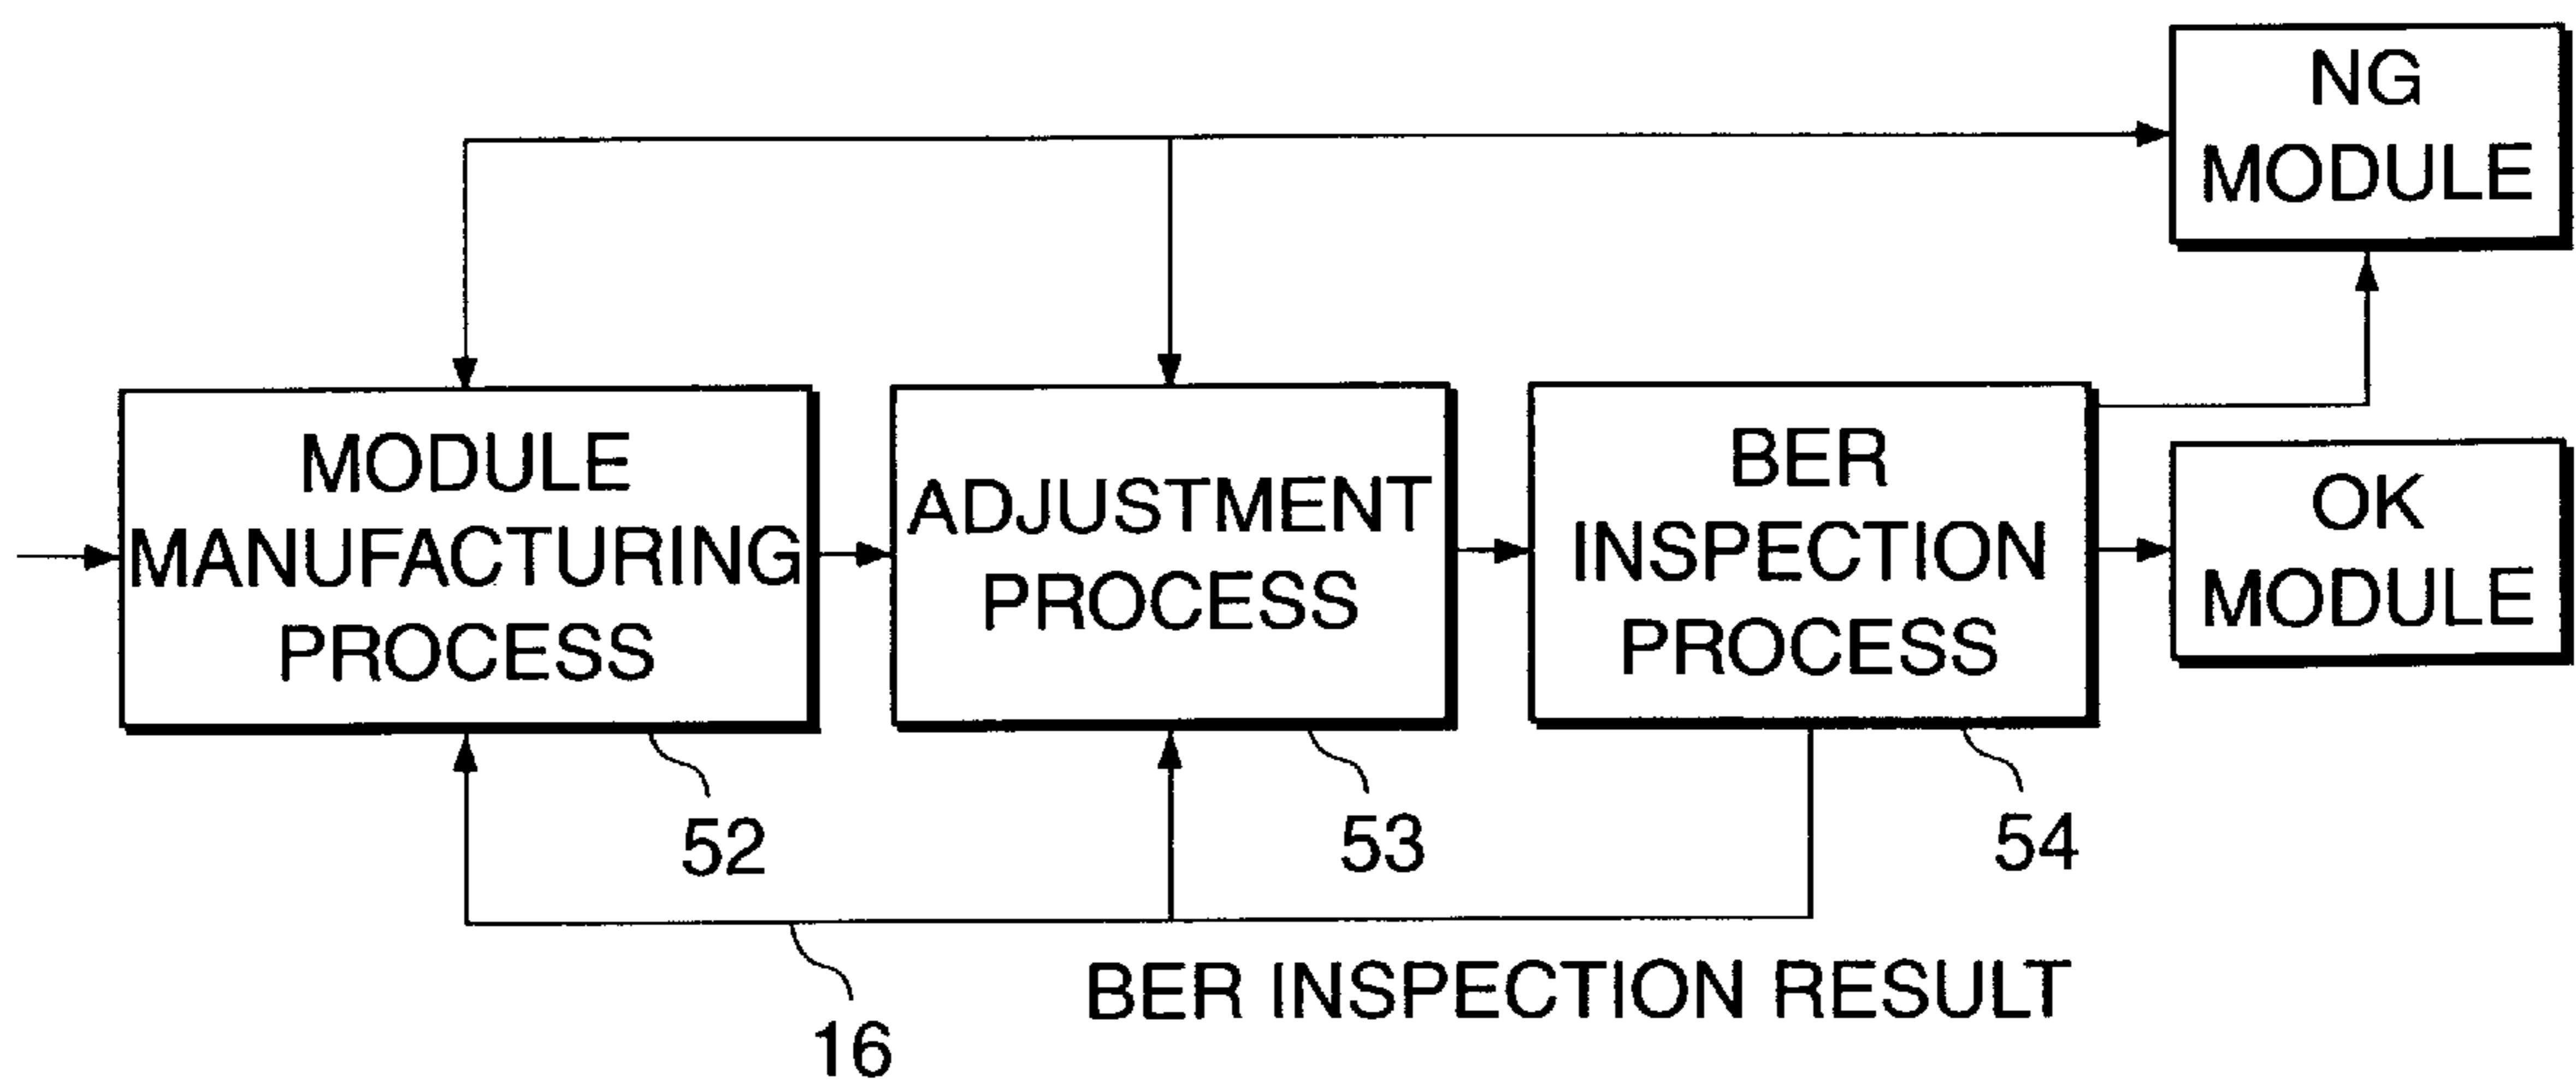 NG
MODULE
MODULE
MANUFACTURING
PROCESS
ADJUSTMENT
PROCESS
BER
INSPECTION
PROCESS
OK
MODULE
52
53
54
BER INSPECTION RESULT
16